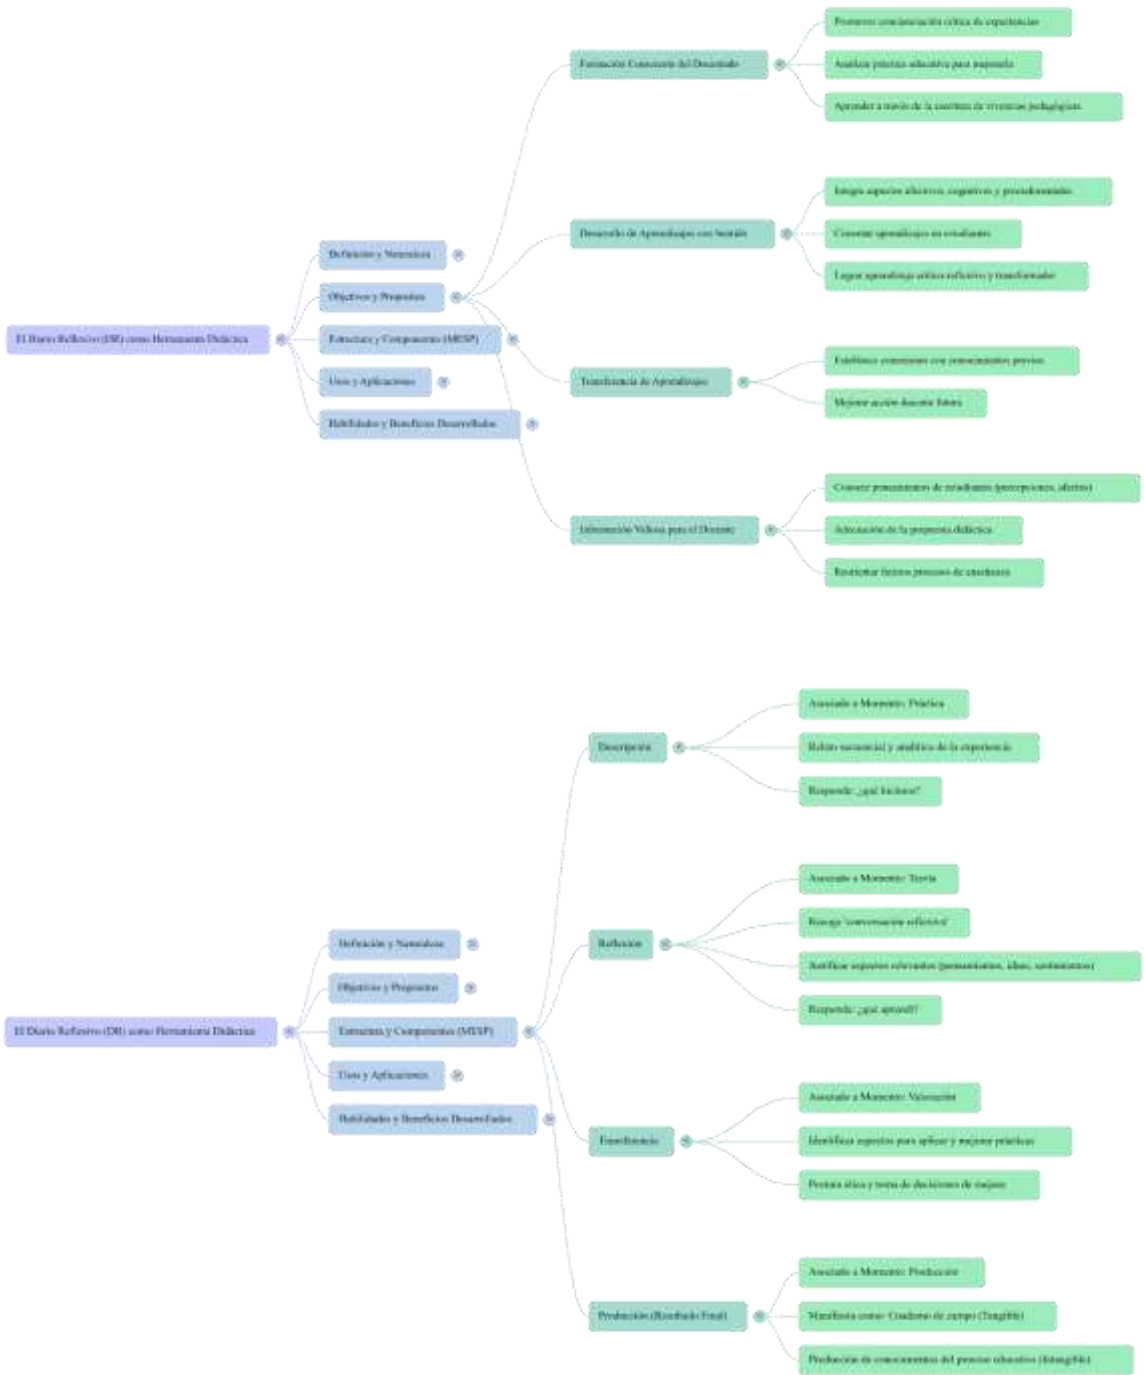 El Diario Reflexivo (DR) como Herramienta Didáctica
Definición y Naturaleza
Objetivos y Propósitos
Estructura y Componentes (MESP)
Usos y Aplicaciones
Habilidades y Beneficios Desarrollados
Formación Consciente del Docentado
Promover concienciación crítica de experiencias
Analizar práctica educativa para mejorarla
Aprender a través de la escritura de vivencias pedagógicas
Desarrollo de Aprendizajes con Sentido
Integra aspectos afectivos, cognitivos y procedimentales
Conectar aprendizajes en estudiantes
Lograr aprendizaje crítico reflexivo y transformador
Transferencia de Aprendizajes
Establecer conexiones con conocimientos previos
Mejorar acción docente futura
Información Valiosa para el Docente
Conocer pensamientos de estudiantes (percepciones, afectos)
Adecuación de la propuesta didáctica
Reorientar futuros procesos de enseñanza
El Diario Reflexivo (DR) como Herramienta Didáctica
Definición y Naturaleza
Objetivos y Propósitos
Estructura y Componentes (MESP)
Usos y Aplicaciones
Habilidades y Beneficios Desarrollados
Descripción
Asociado a Momento: Práctica
Relato secuencial y analítico de la experiencia
Responde: ¿qué hicimos?
Reflexión
Asociado a Momento: Teoría
Recoge 'conversación reflexiva'
Justificar aspectos relevantes (pensamientos, ideas, sentimientos)
Responde: ¿qué aprendí?
Transferencia
Asociado a Momento: Valoración
Identificar aspectos para aplicar y mejorar prácticas
Postura ética y toma de decisiones de mejora
Producción (Resultado Final)
Asociado a Momento: Producción
Manifiesta como: Cuaderno de campo (Tangible)
Producción de conocimientos del proceso educativo (Intangible)